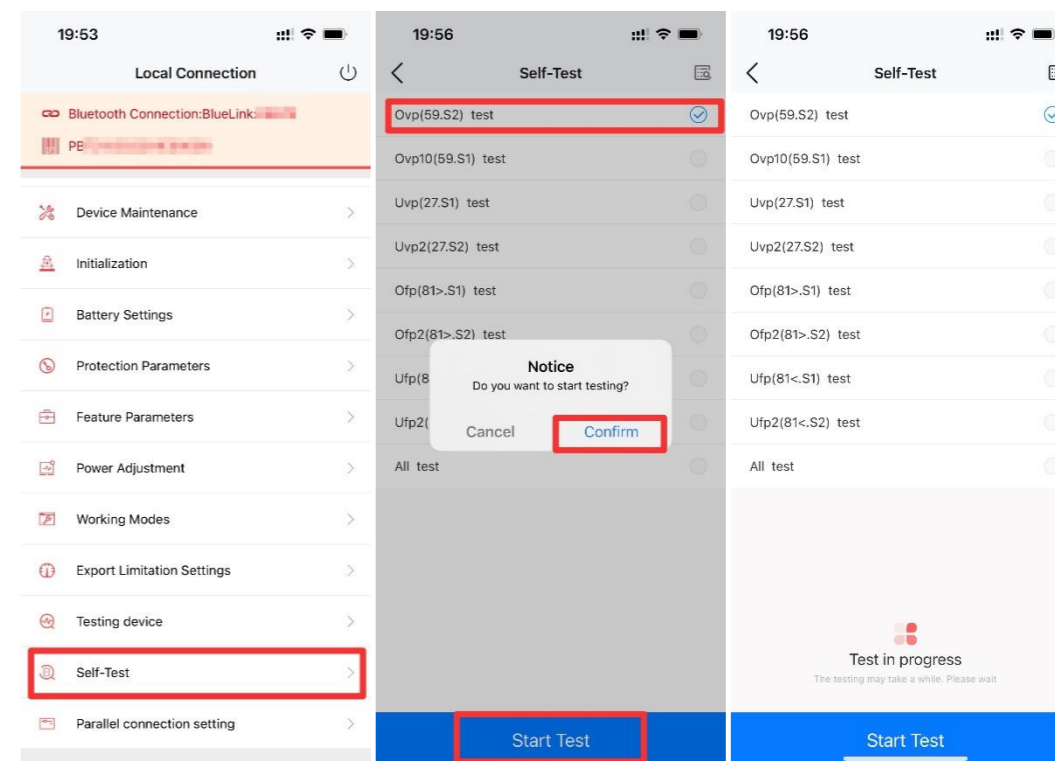 19:53
Local Connection
Bluetooth Connection:BlueLink:
PB
Device Maintenance
Initialization
Battery Settings
Protection Parameters
Feature Parameters
Power Adjustment
Working Modes
Export Limitation Settings
Testing device
Self-Test
Parallel connection setting
19:56
Self-Test
Ovp(59.S2) test
Ovp10(59.S1) test
Uvp(27.S1) test
Uvp2(27.S2) test
Ofp(81>.S1) test
Ofp2(81>.S2) test
Ufp(8
Ufp2(
All test
Notice
Do you want to start testing?
Cancel
Confirm
Start Test
19:56
Self-Test
Ovp(59.S2) test
Ovp10(59.S1) test
Uvp(27.S1) test
Uvp2(27.S2) test
Ofp(81>.S1) test
Ofp2(81>.S2) test
Ufp(81<.S1) test
Ufp2(81<.S2) test
All test
Test in progress
The testing may take a while. Please wait
Start Test